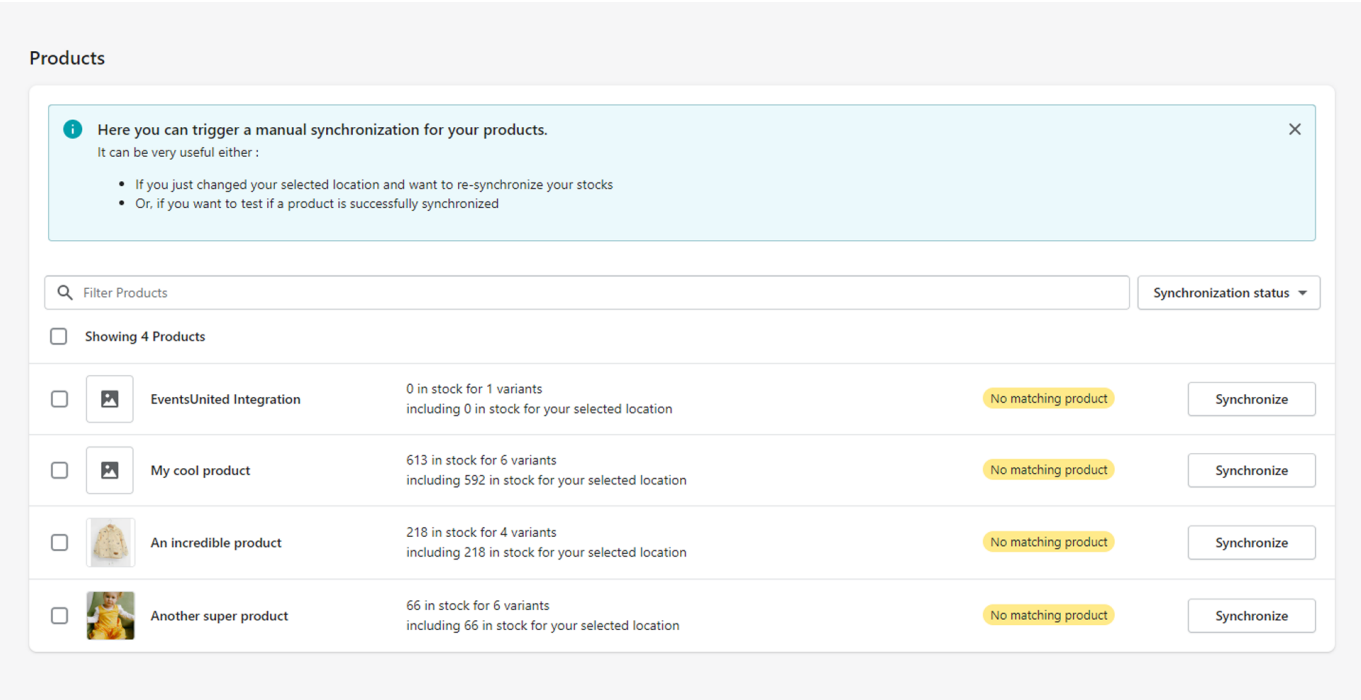 Products
Here you can trigger a manual synchronization for your products.
It can be very useful either :
If you just changed your selected location and want to re-synchronize your stocks
Or, if you want to test if a product is successfully synchronized
Filter Products
Synchronization status
Showing 4 Products
EventsUnited Integration
0 in stock for 1 variants
including 0 in stock for your selected location
No matching product
Synchronize
My cool product
613 in stock for 6 variants
including 592 in stock for your selected location
No matching product
Synchronize
An incredible product
218 in stock for 4 variants
including 218 in stock for your selected location
No matching product
Synchronize
Another super product
66 in stock for 6 variants
including 66 in stock for your selected location
No matching product
Synchronize